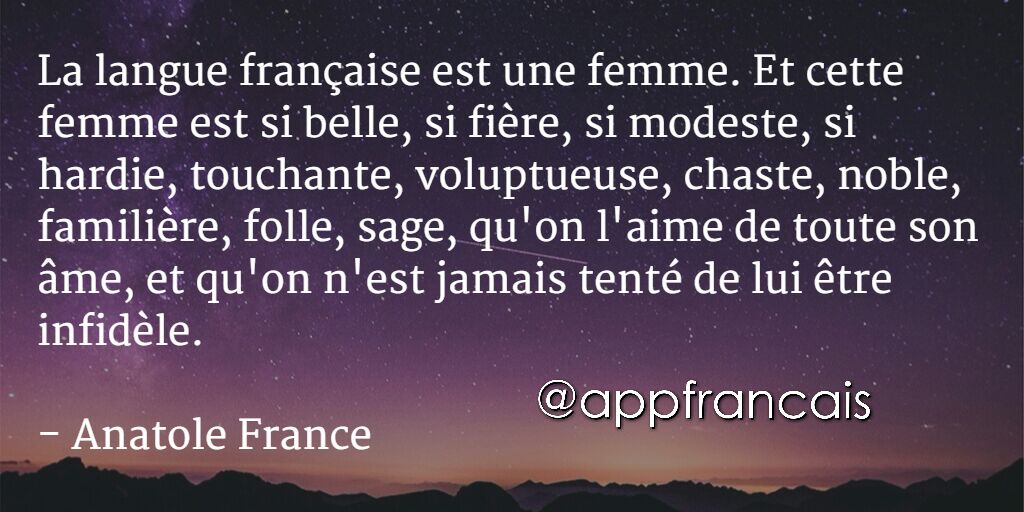 La langue française est une femme. Et cette
femme est si belle, si fière, si modeste, si
hardie, touchante, voluptueuse, chaste, noble,
familière, folle, sage, qu'on l'aime de toute son
âme, et qu'on n'est jamais tenté de lui être
infidèle.
@appfrancais
- Anatole France